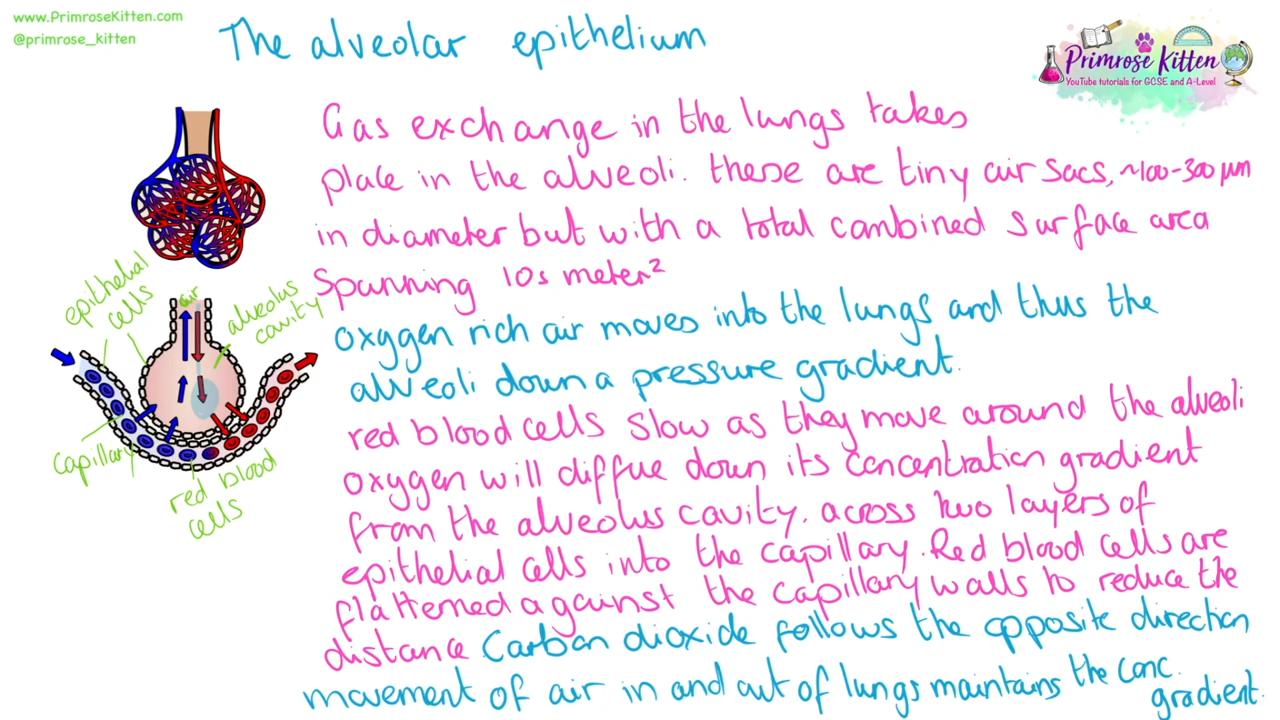 www.PrimroseKitten.com
@primrose_kitten
The alveolar epithelium
Primrose Kitten
YouTube tutorials for GCSE and A-Level
Gas exchange in the lungs takes
place in the alveoli. these are tiny air sacs, ~100-300 µm
in diameter but with a total combined surface area
spanning 10s meter²
oxygen rich air moves into the lungs and thus the
alveoli down a pressure gradient.
red blood cells slow as they move around the alveoli
oxygen will diffue down its concentration gradient
from the alveolus cavity, across two layers of
epithelial cells into the capillary. Red blood cells are
flattened against the capillary walls to reduce the
distance Carbon dioxide follows the opposite direction
movement of air in and out of lungs maintains the conc.
gradient.
epithelial
cells
air
alveolus
cavity
capillary
red blood
cells